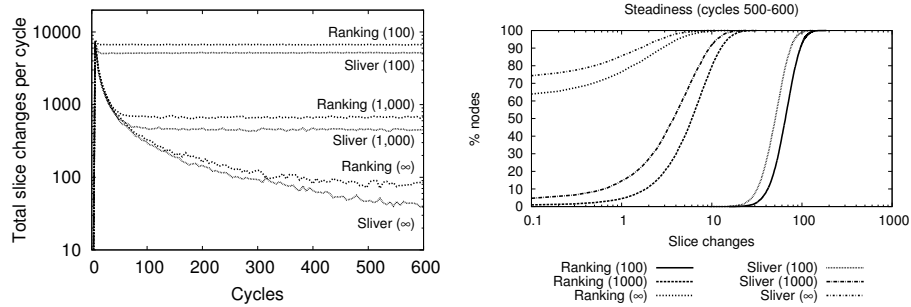 Total slice changes per cycle
10000
1000
100
10
0 100 200 300 400 500 600
Cycles
Ranking (100)
Sliver (100)
Ranking (1,000)
Sliver (1,000)
Ranking (∞)
Sliver (∞)
Steadiness (cycles 500-600)
% nodes
100
90
80
70
60
50
40
30
20
10
0
0.1 1 10 100 1000
Slice changes
Ranking (100) Sliver (100)
Ranking (1000) Sliver (1000)
Ranking (∞) Sliver (∞)